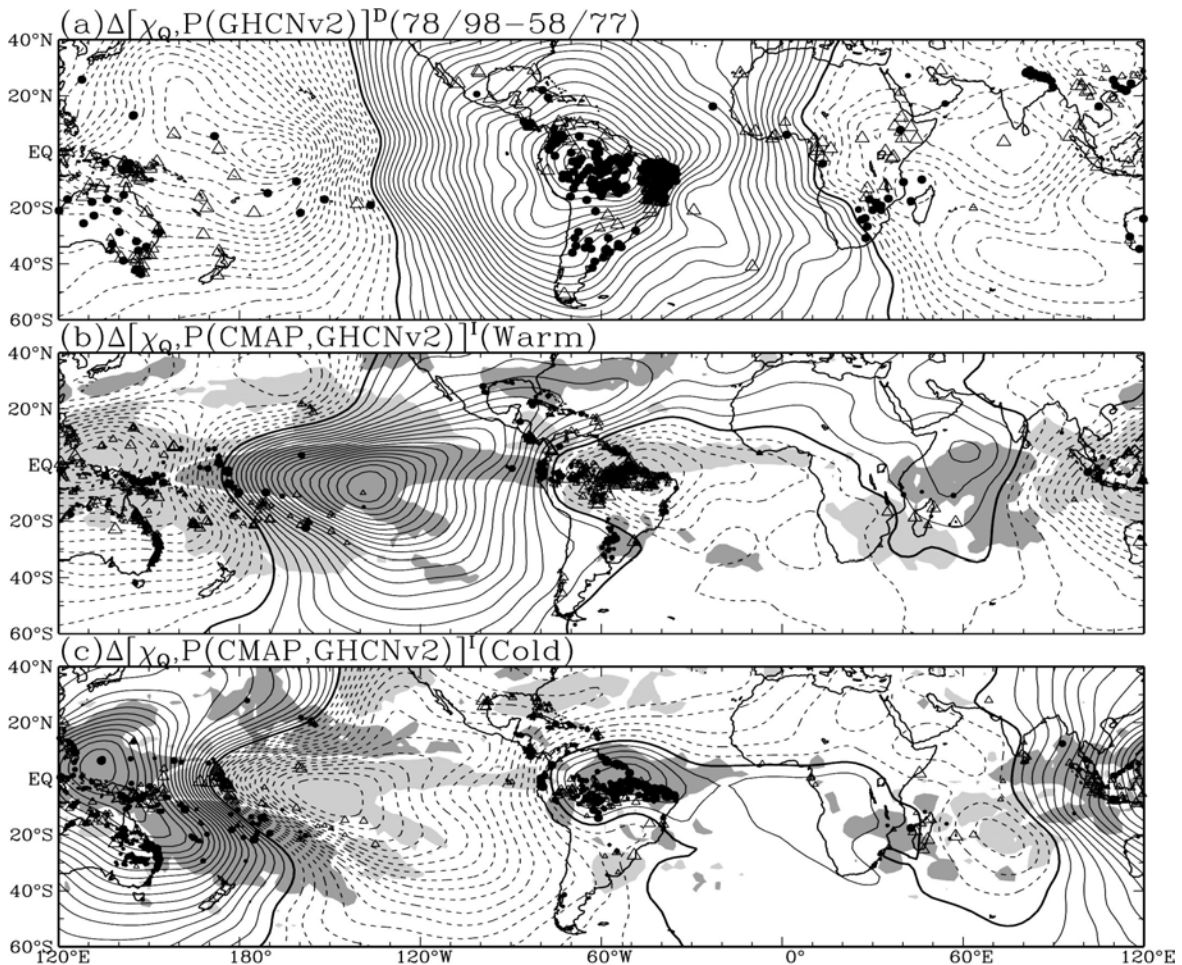 (a)Δ[χQ,P(GHCNv2)]D(78/98−58/77)
40°N
20°N
EQ
20°S
40°S
60°S
(b)Δ[χQ,P(CMAP,GHCNv2)]I(Warm)
40°N
20°N
EQ
20°S
40°S
60°S
(c)Δ[χQ,P(CMAP,GHCNv2)]I(Cold)
40°N
20°N
EQ
20°S
40°S
60°S
120°E 180° 120°W 60°W 0° 60°E 120°E